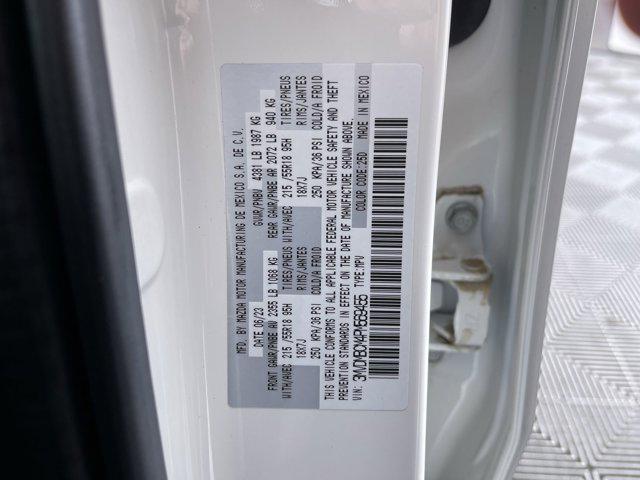 MFD. BY MAZDA MOTOR MANUFACTURING DE MEXICO S.A. DE C.V.
DATE 06/23 GVWR/PNBV 4381 LB 1987 KG
FRONT GAWR/PNBE AV 2355 LB 1068 KG REAR GAWR/PNBE AR 2072 LB 940 KG
WITH/AVEC 215 /55R18 95H TIRES/PNEUS WITH/AVEC 215 /55R18 95H TIRES/PNEUS
18X7J RIMS/JANTES 18X7J RIMS/JANTES
250 KPA/36 PSI COLD/A FROID 250 KPA/36 PSI COLD/A FROID
THIS VEHICLE CONFORMS TO ALL APPLICABLE FEDERAL MOTOR VEHICLE SAFETY AND THEFT
PREVENTION STANDARDS IN EFFECT ON THE DATE OF MANUFACTURE SHOWN ABOVE.
COLOR CODE:25D MADE IN MEXICO
VIN: TYPE:MPV